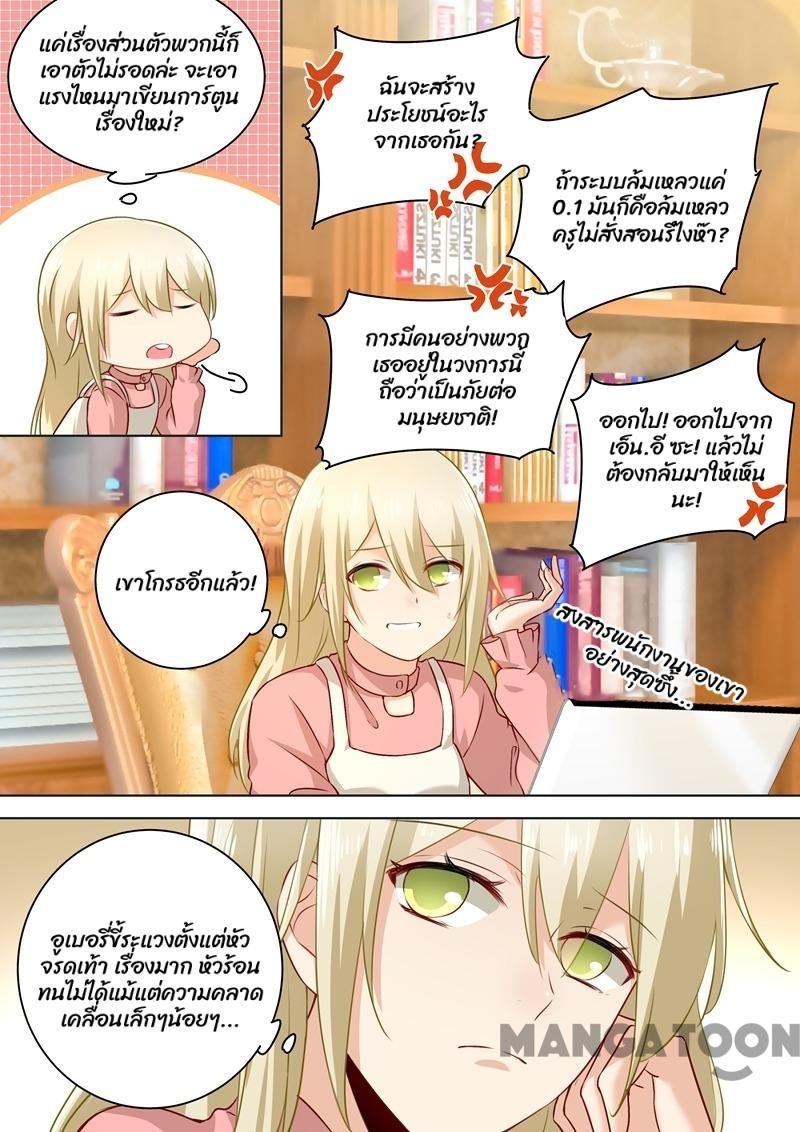 แค่เรื่องส่วนตัวพวกนี้ก็
เอาตัวไม่รอดล่ะ จะเอา
แรงไหนมาเขียนการ์ตูน
เรื่องใหม่?
ฉันจะสร้าง
ประโยชน์อะไร
จากเธอกัน?
ถ้าระบบล้มเหลวแค่
0.1 มันก็คือล้มเหลว
ครูไม่สั่งสอนรึไงห๊า?
การมีคนอย่างพวก
เธออยู่ในวงการนี้
ถือว่าเป็นภัยต่อ
มนุษยชาติ!
ออกไป! ออกไปจาก
เอ็น.อี ซะ! แล้วไม่
ต้องกลับมาให้เห็น
นะ!
เขาโกรธอีกแล้ว!
สงสารพนักงานของเขา
อย่างสุดซึ้ง...
อูเบอรี่ขี้ระแวงตั้งแต่หัว
จรดเท้า เรื่องมาก หัวร้อน
ทนไม่ได้แม้แต่ความคลาด
เคลื่อนเล็กๆน้อยๆ...
MANGATOON